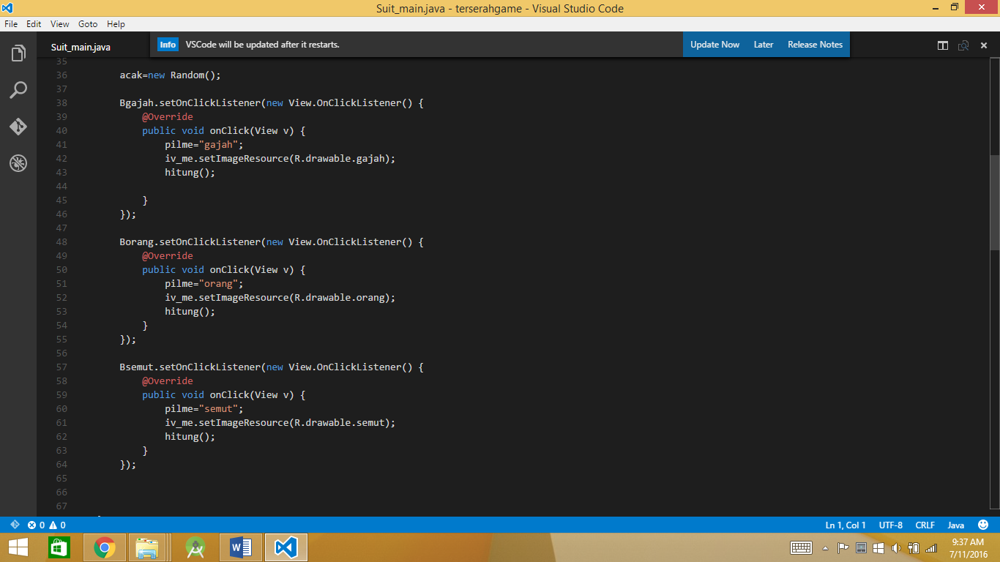 Suit_main.java - terserahgame - Visual Studio Code
File Edit View Goto Help
Suit_main.java
Info VSCode will be updated after it restarts. Update Now Later Release Notes
35
36 acak=new Random();
37
38 Bgajah.setOnClickListener(new View.OnClickListener() {
39 @Override
40 public void onClick(View v) {
41 pilme="gajah";
42 iv_me.setImageResource(R.drawable.gajah);
43 hitung();
44
45 }
46 });
47
48 Borang.setOnClickListener(new View.OnClickListener() {
49 @Override
50 public void onClick(View v) {
51 pilme="orang";
52 iv_me.setImageResource(R.drawable.orang);
53 hitung();
54 }
55 });
56
57 Bsemut.setOnClickListener(new View.OnClickListener() {
58 @Override
59 public void onClick(View v) {
60 pilme="semut";
61 iv_me.setImageResource(R.drawable.semut);
62 hitung();
63 }
64 });
65
66
67
0 0 Ln 1, Col 1 UTF-8 CRLF Java
9:37 AM
7/11/2016